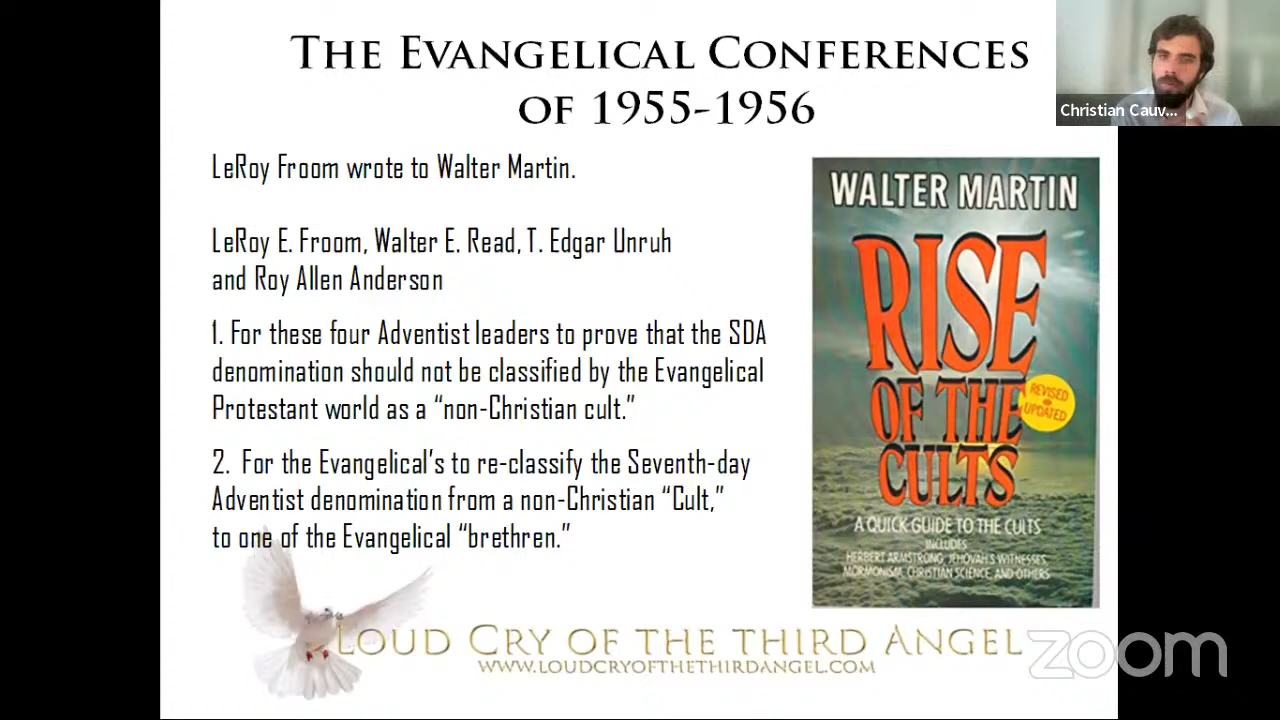 THE EVANGELICAL CONFERENCES
OF 1955-1956
Christian Cauv...
LeRoy Froom wrote to Walter Martin.
LeRoy E. Froom, Walter E. Read, T. Edgar Unruh
and Roy Allen Anderson
1. For these four Adventist leaders to prove that the SDA
denomination should not be classified by the Evangelical
Protestant world as a “non-Christian cult.”
2. For the Evangelical’s to re-classify the Seventh-day
Adventist denomination from a non-Christian “Cult,”
to one of the Evangelical “brethren.”
WALTER MARTIN
RISE
OF THE
CULTS
REVISED
UPDATED
A QUICK GUIDE TO THE CULTS
INCLUDES
HERBERT ARMSTRONG, JEHOVAH'S WITNESSES,
MORMONISM, CHRISTIAN SCIENCE, AND OTHERS
LOUD CRY OF THE THIRD ANGEL
WWW.LOUDCRYOFTHETHIRDANGEL.COM
zoom